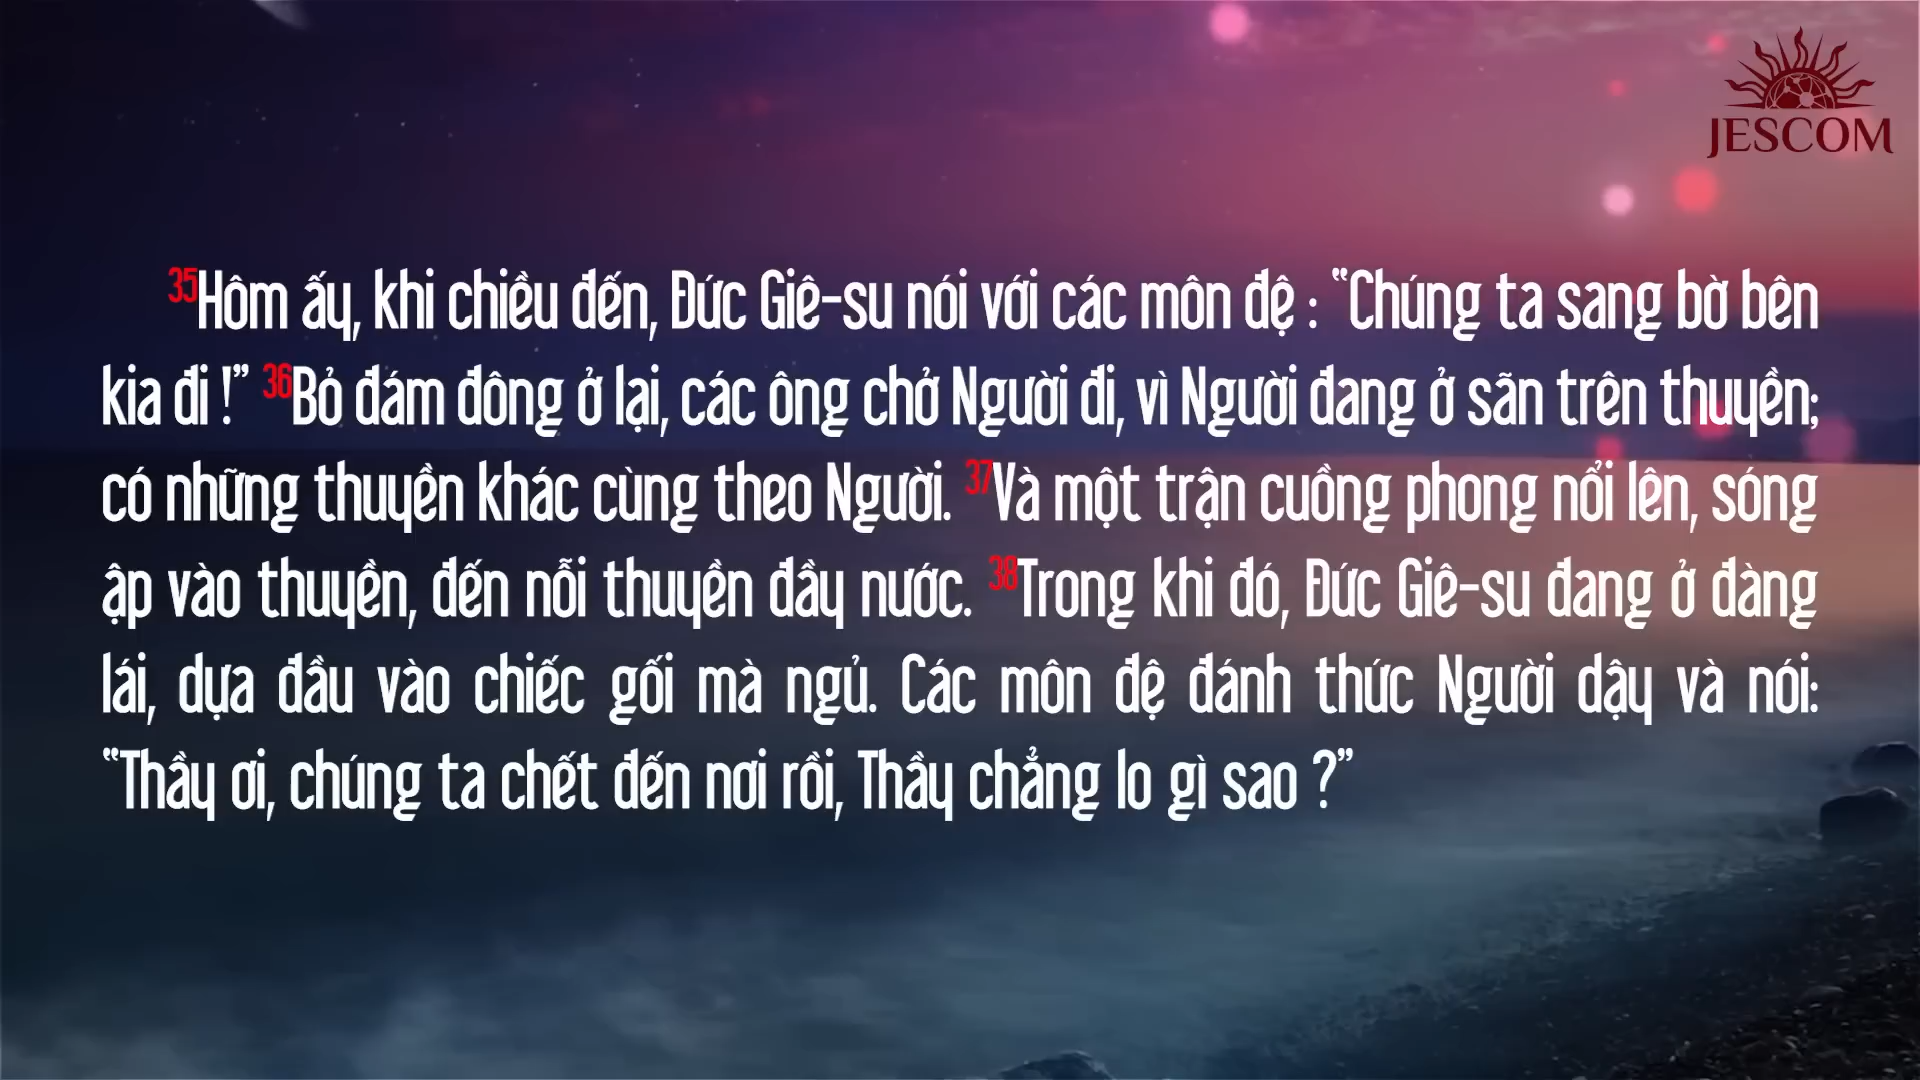 JESCOM
35Hôm ấy, khi chiều đến, Đức Giê-su nói với các môn đệ : “Chúng ta sang bờ bên
kia đi !” 36Bỏ đám đông ở lại, các ông chở Người đi, vì Người đang ở sẵn trên thuyền;
có những thuyền khác cùng theo Người. 37Và một trận cuồng phong nổi lên, sóng
ập vào thuyền, đến nỗi thuyền đầy nước. 38Trong khi đó, Đức Giê-su đang ở đàng
lái, dựa đầu vào chiếc gối mà ngủ. Các môn đệ đánh thức Người dậy và nói:
“Thầy ơi, chúng ta chết đến nơi rồi, Thầy chẳng lo gì sao ?”